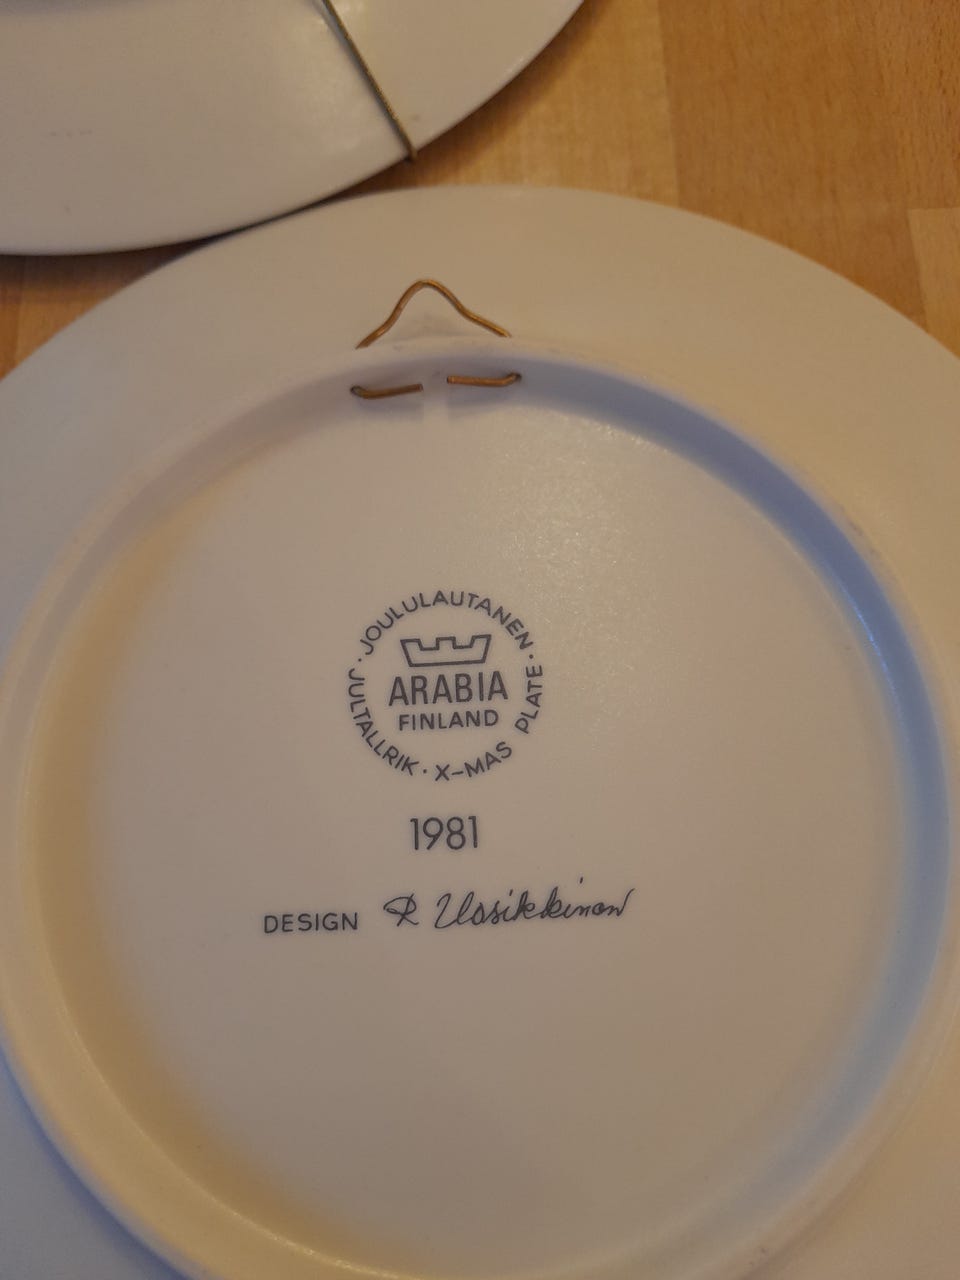 JOULULAUTANEN · X-MAS PLATE · JULTALLRIK ·
ARABIA
FINLAND
1981
DESIGN R Uosikkinen